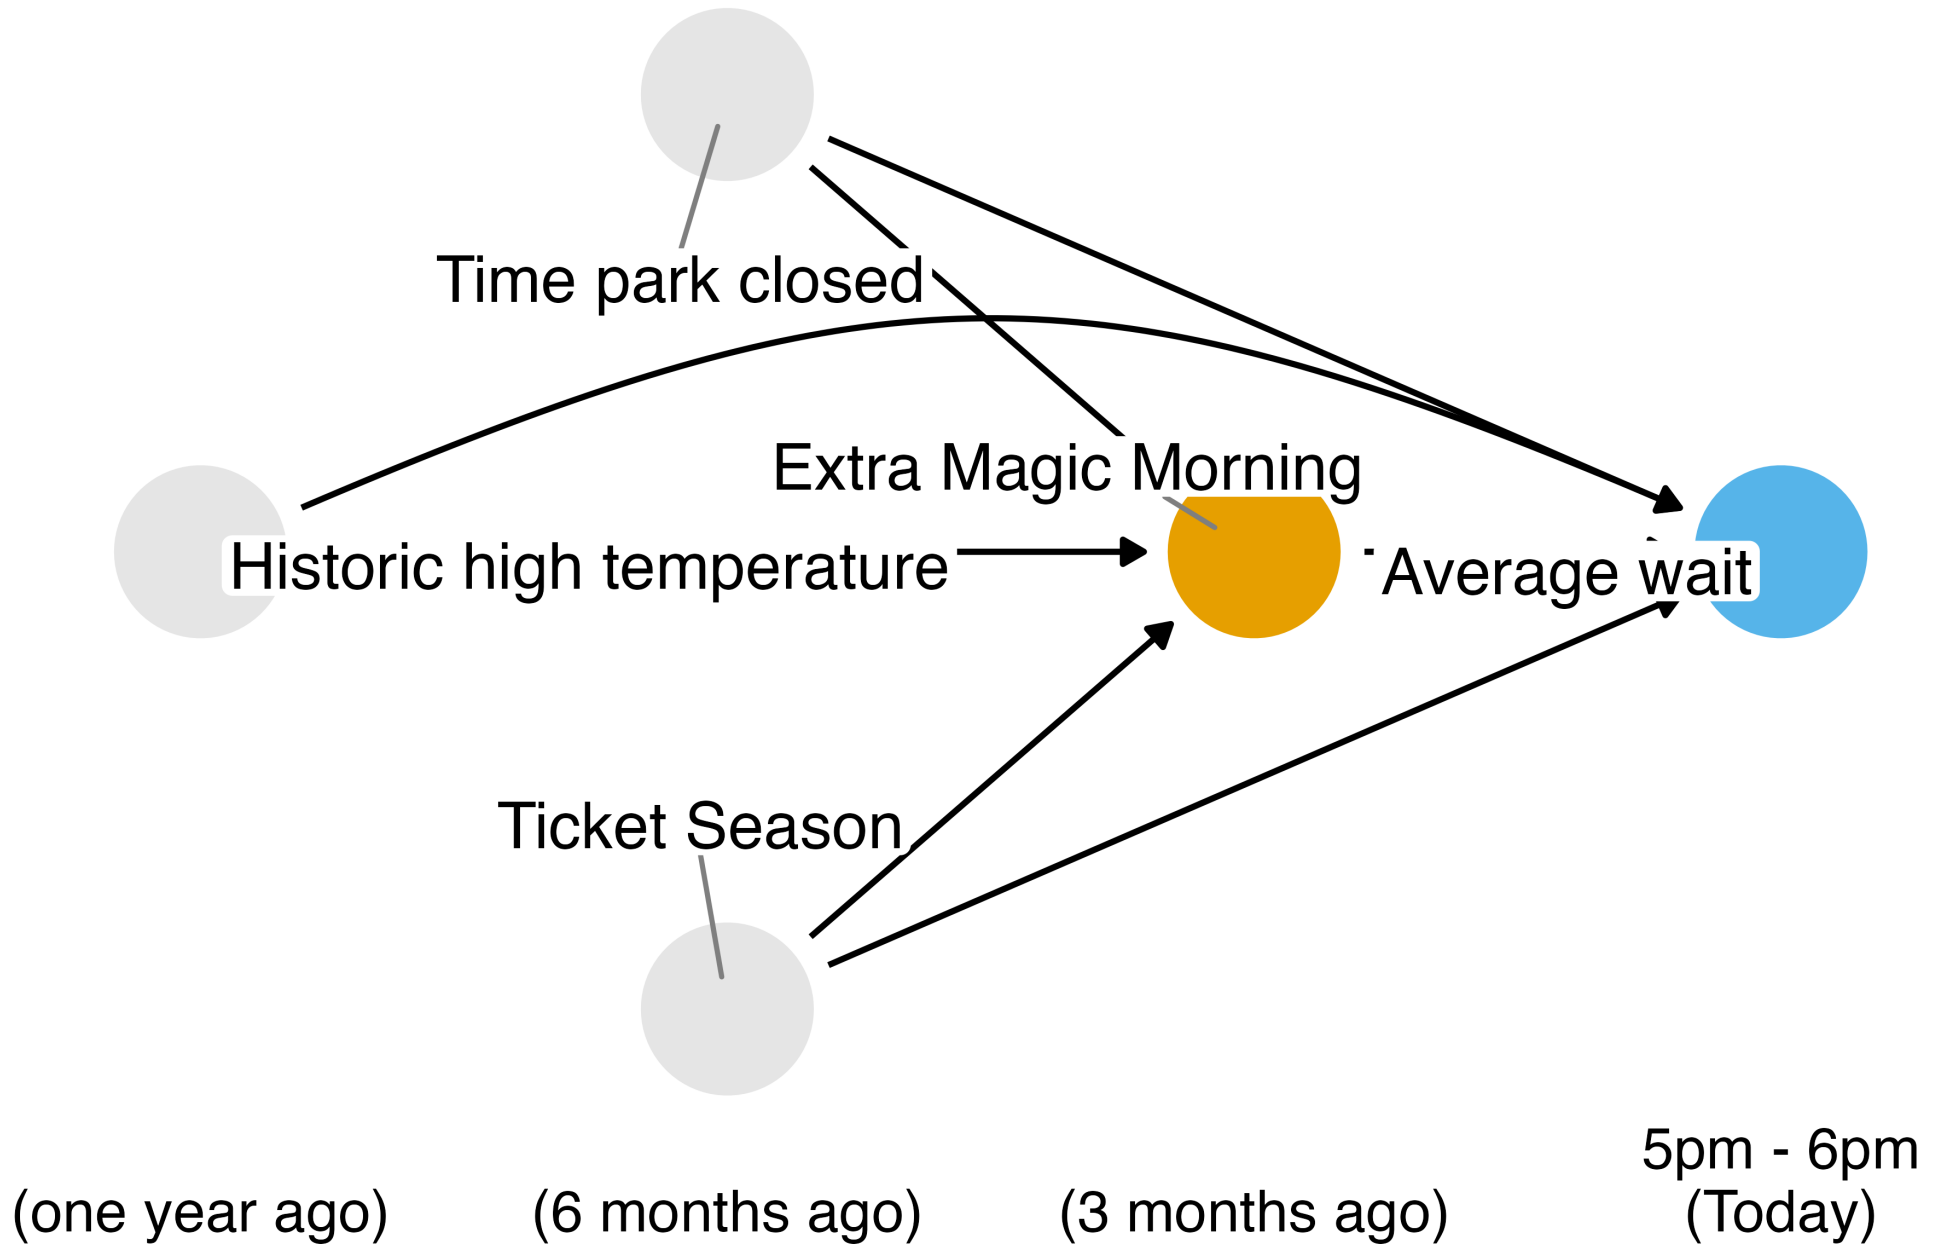 Time park closed
Extra Magic Morning
Historic high temperature
Average wait
Ticket Season
5pm - 6pm
(one year ago)
(6 months ago)
(3 months ago)
(Today)